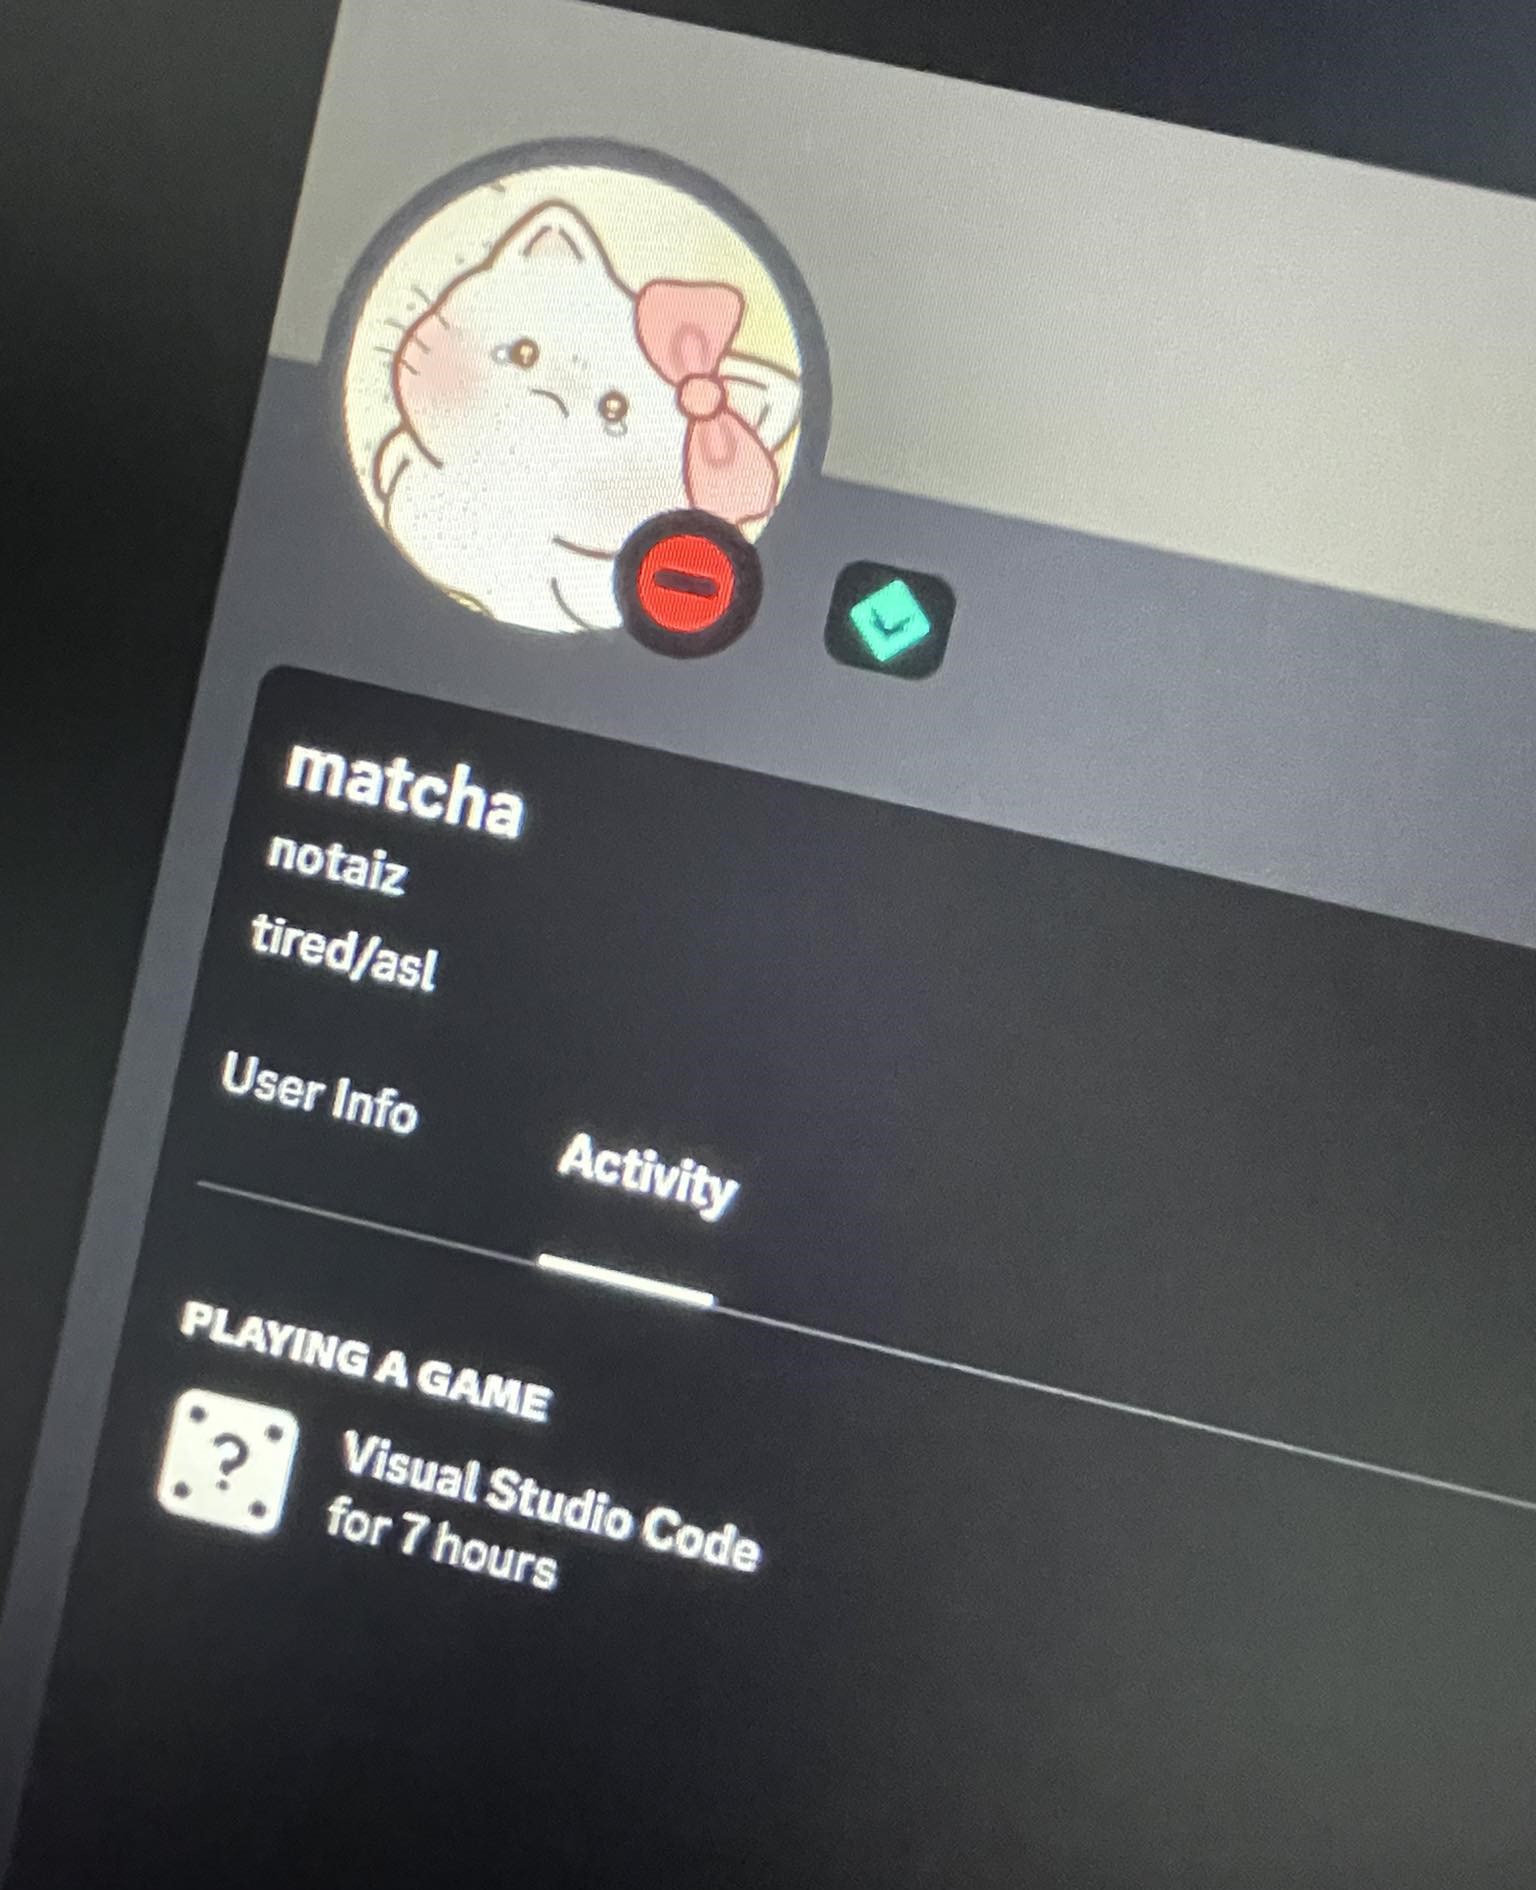 matcha
notaiz
tired/asl
User Info
Activity
PLAYING A GAME
?
Visual Studio Code
for 7 hours